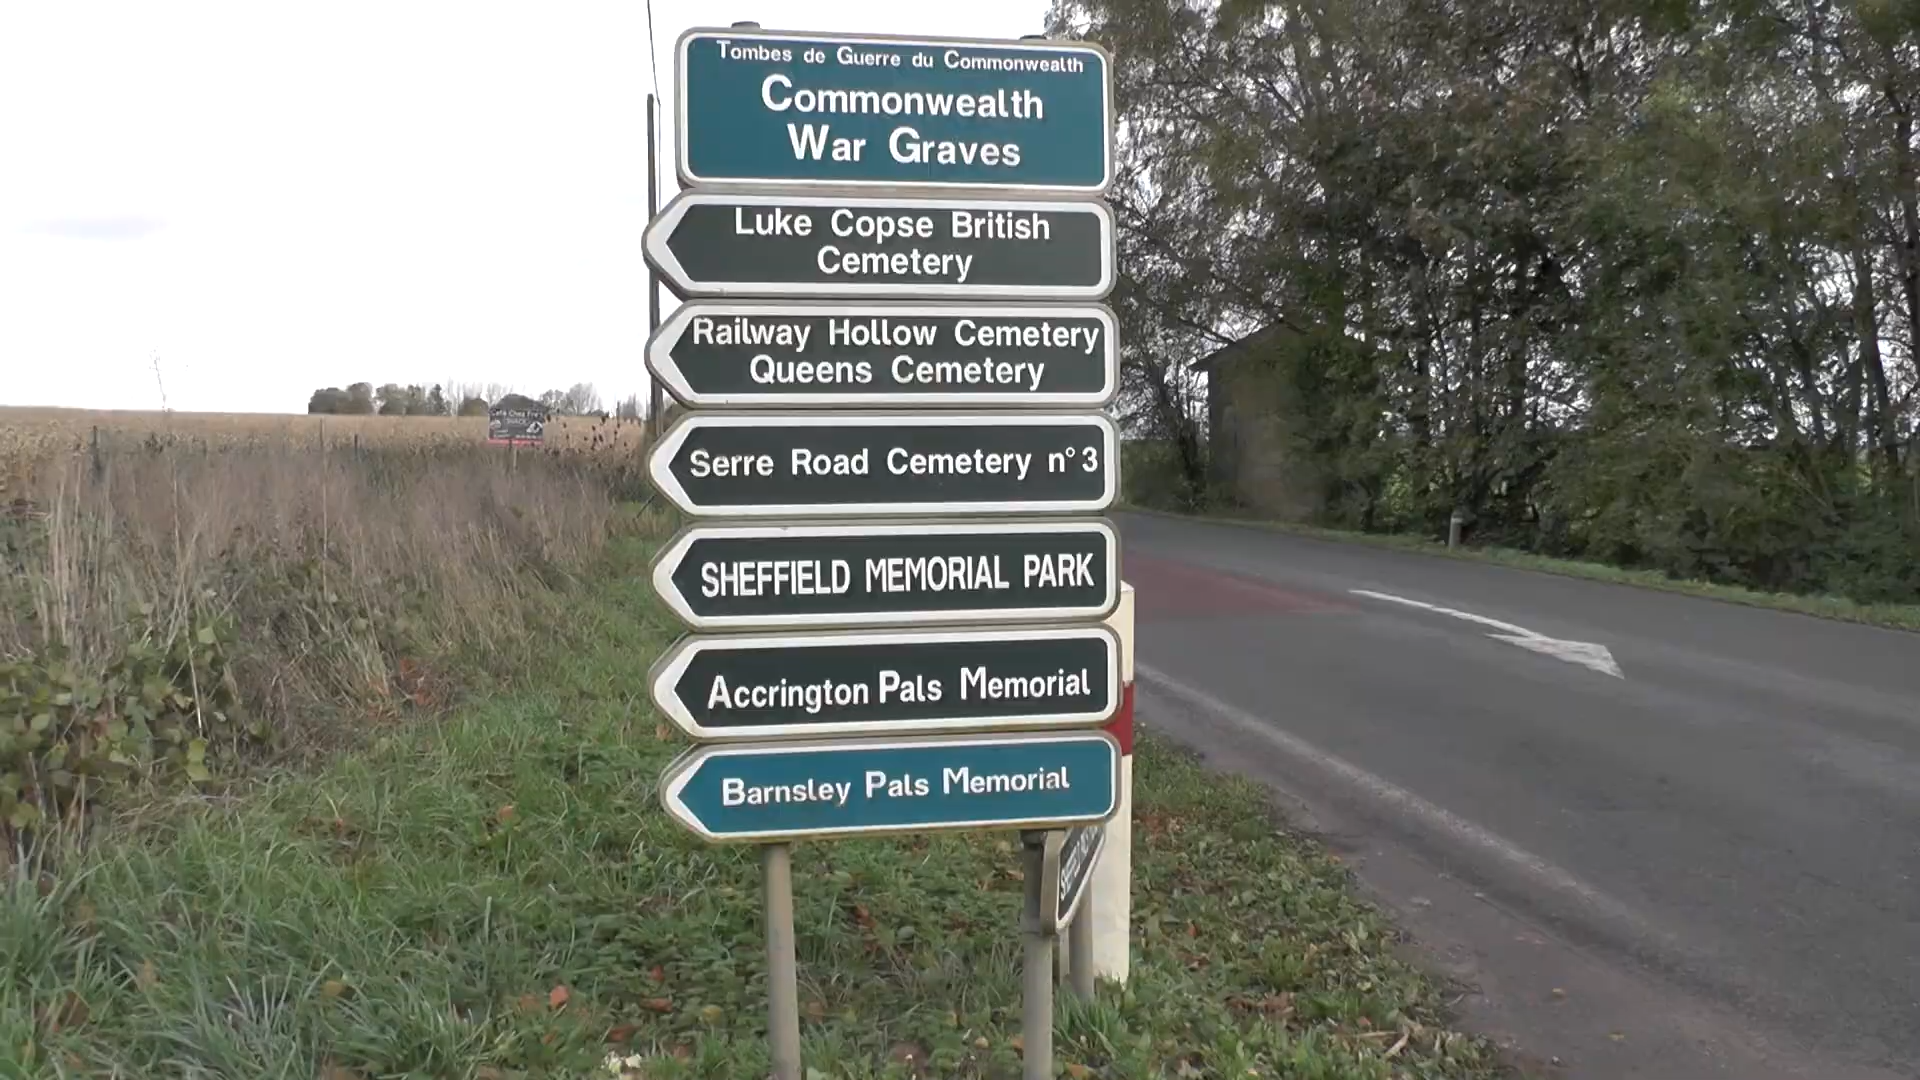 Tombes de Guerre du Commonwealth
Commonwealth
War Graves
Luke Copse British
Cemetery
Railway Hollow Cemetery
Queens Cemetery
Serre Road Cemetery n° 3
SHEFFIELD MEMORIAL PARK
Accrington Pals Memorial
Barnsley Pals Memorial
SHEFFIELD